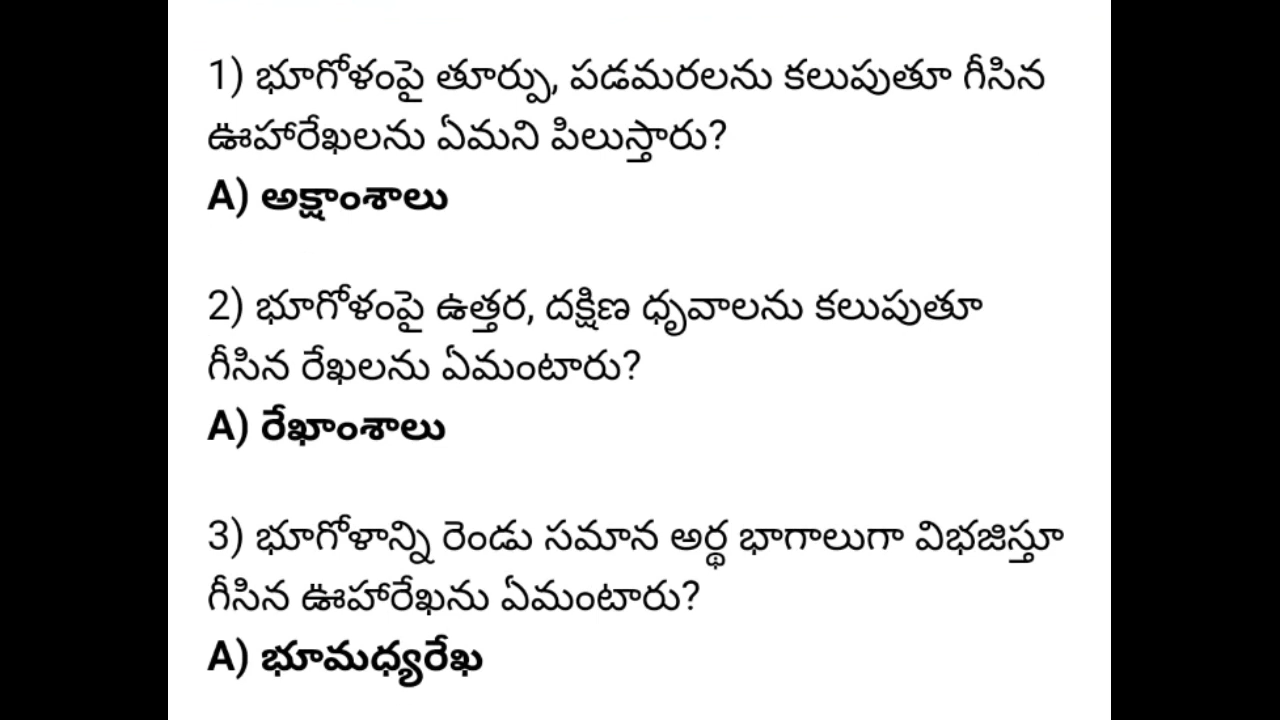 1) భూగోళంపై తూర్పు, పడమరలను కలుపుతూ గీసిన
ఊహారేఖలను ఏమని పిలుస్తారు?
A) అక్షాంశాలు
2) భూగోళంపై ఉత్తర, దక్షిణ ధృవాలను కలుపుతూ
గీసిన రేఖలను ఏమంటారు?
A) రేఖాంశాలు
3) భూగోళాన్ని రెండు సమాన అర్థ భాగాలుగా విభజిస్తూ
గీసిన ఊహారేఖను ఏమంటారు?
A) భూమధ్యరేఖ